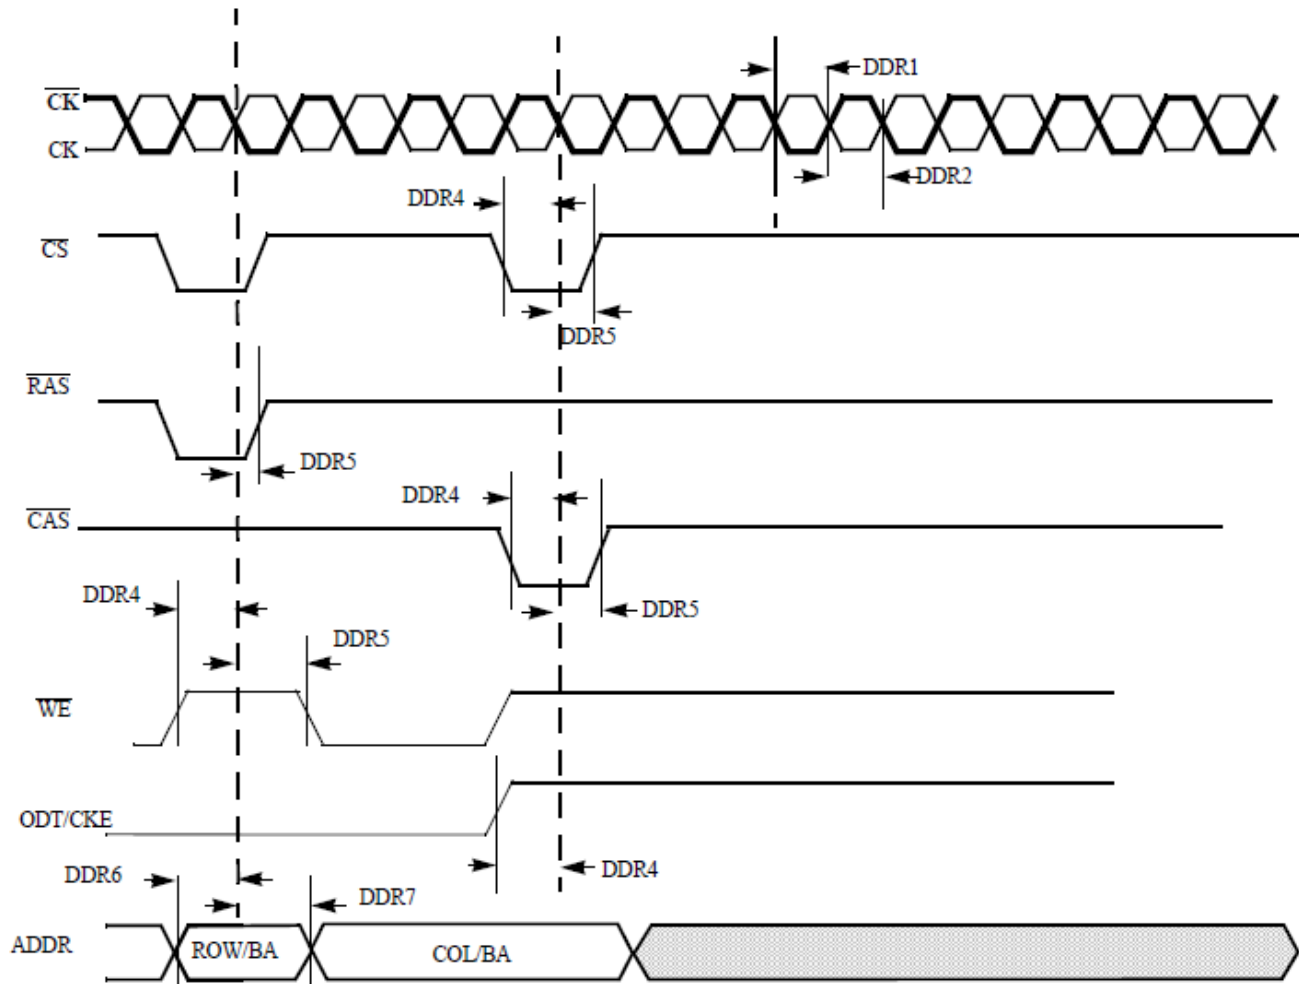 DDR1
CK
CK
DDR2
DDR4
CS
DDR5
RAS
DDR5
DDR4
CAS
DDR4
DDR5
DDR5
WE
ODT/CKE
DDR6
DDR4
DDR7
ADDR
ROW/BA
COL/BA